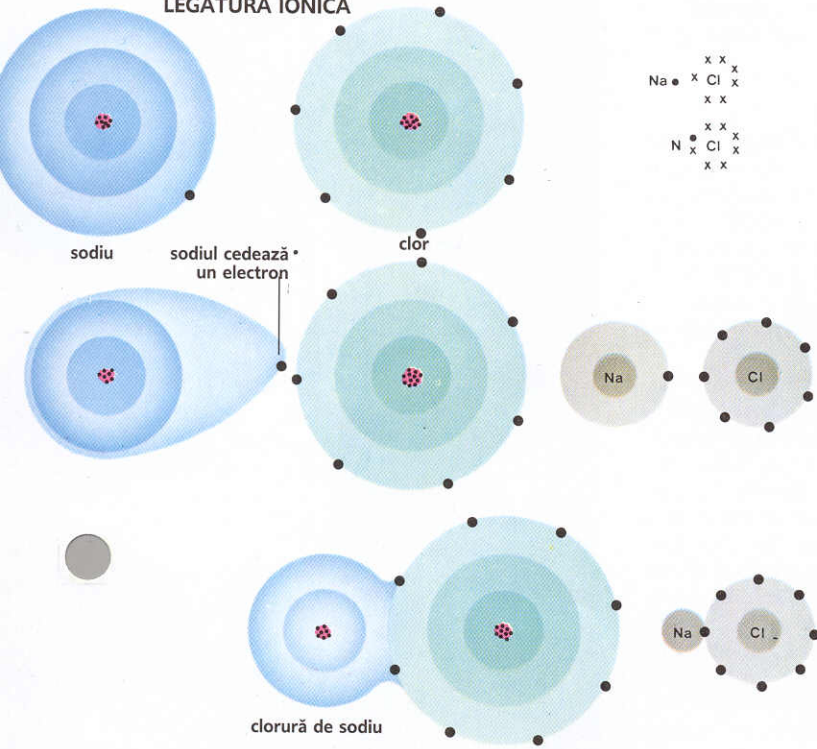 LEGATURA IONICA
x x
Na • x Cl x
x
x x
x x
N • x Cl x
x
x x
sodiu
sodiul cedează
un electron
clor
Na
Cl
clorură de sodiu
Na
Cl -